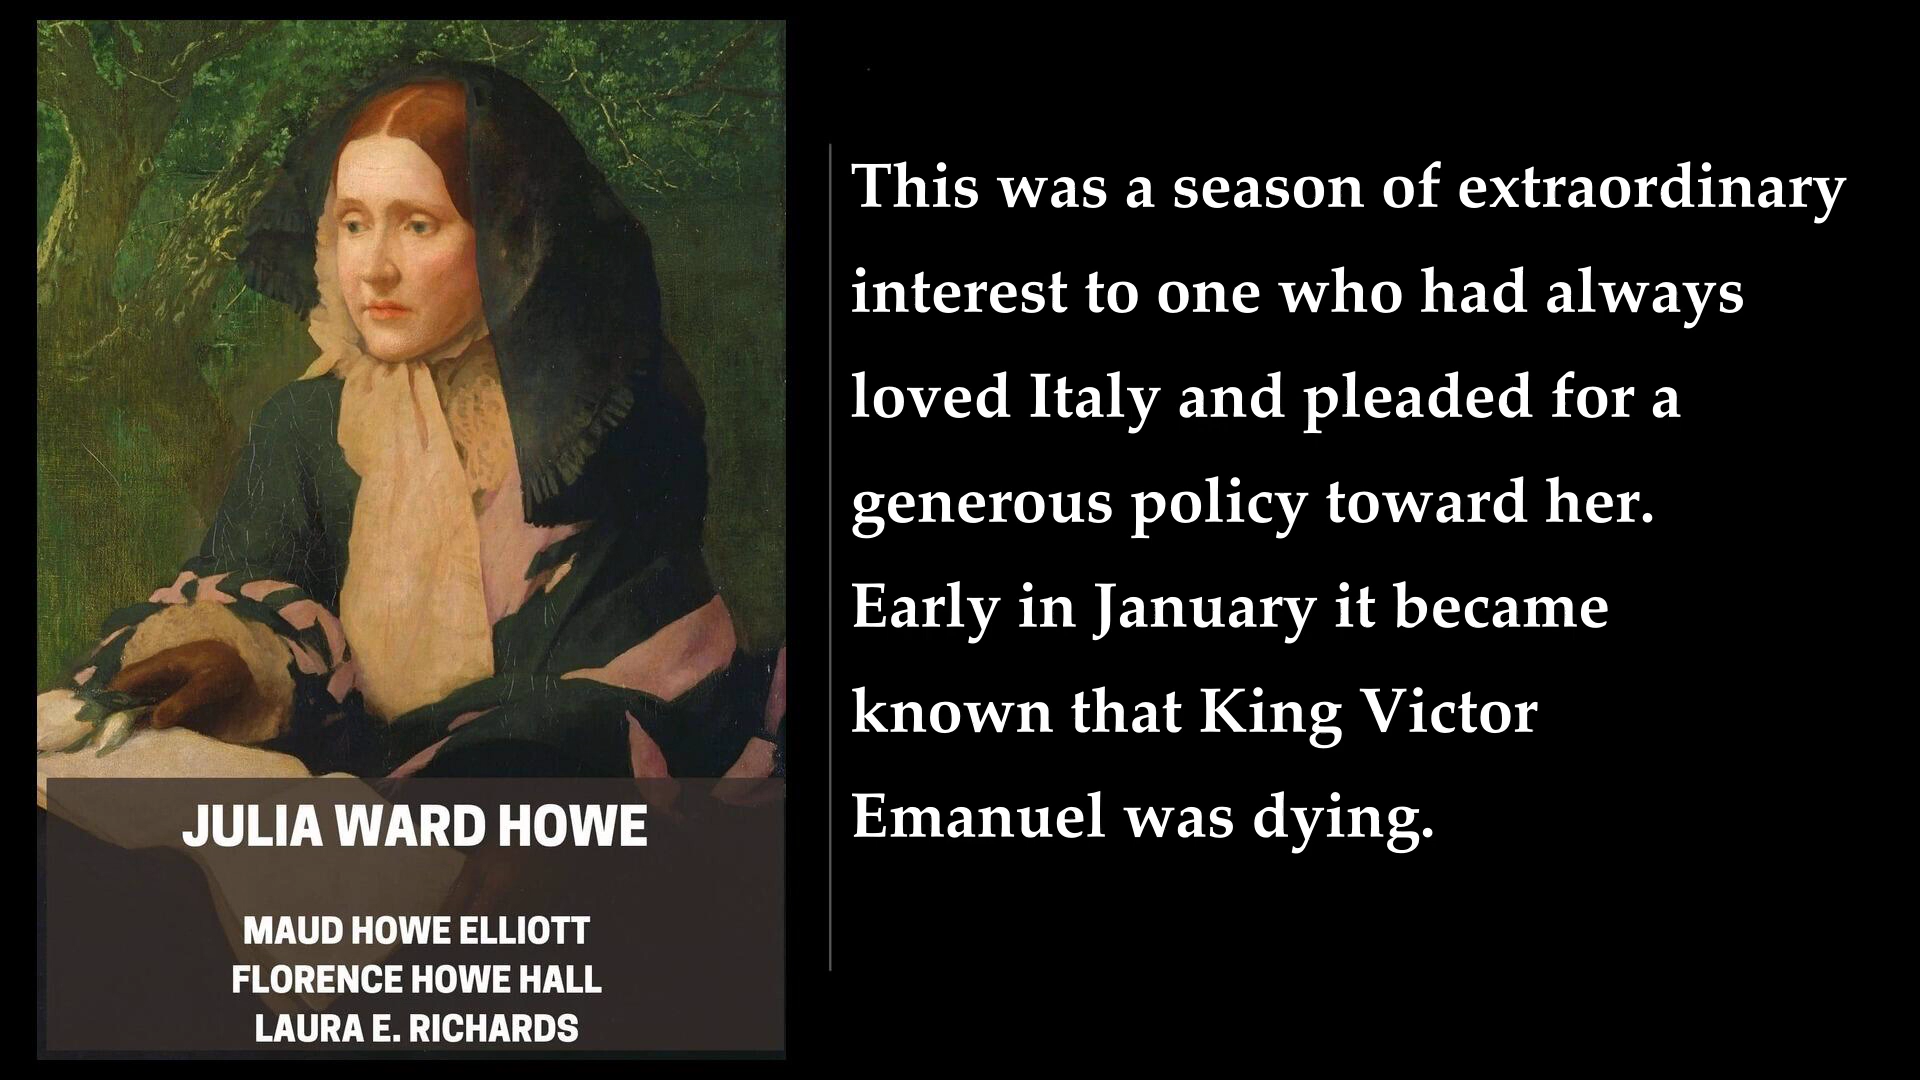 JULIA WARD HOWE
MAUD HOWE ELLIOTT
FLORENCE HOWE HALL
LAURA E. RICHARDS
This was a season of extraordinary
interest to one who had always
loved Italy and pleaded for a
generous policy toward her.
Early in January it became
known that King Victor
Emanuel was dying.